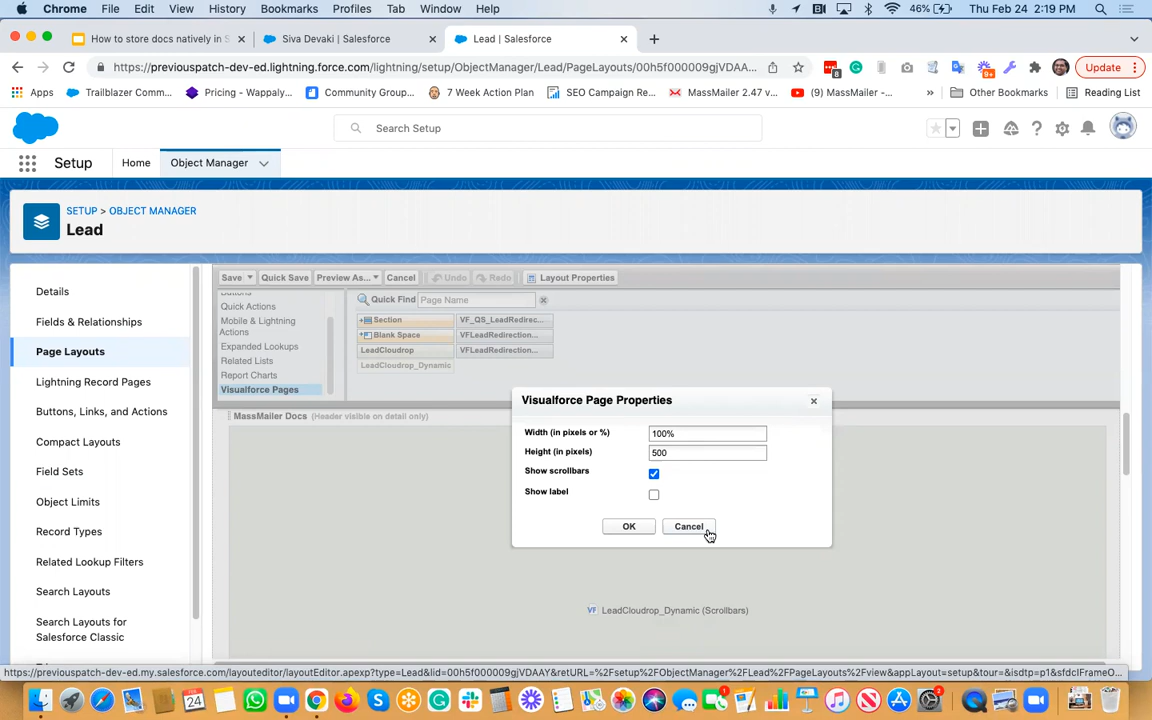 Chrome File Edit View History Bookmarks Profiles Tab Window Help 46% Thu Feb 24 2:19 PM
How to store docs natively in S
Siva Devaki | Salesforce
Lead | Salesforce
https://previouspatch-dev-ed.lightning.force.com/lightning/setup/ObjectManager/Lead/PageLayouts/00h5f000009gjVDAA...
Update
Apps
Trailblazer Comm...
Pricing - Wappaly...
Community Group...
7 Week Action Plan
SEO Campaign Re...
MassMailer 2.47 v...
(9) MassMailer -...
»
Other Bookmarks
Reading List
Search Setup
Setup
Home
Object Manager
SETUP > OBJECT MANAGER
Lead
Details
Fields & Relationships
Page Layouts
Lightning Record Pages
Buttons, Links, and Actions
Compact Layouts
Field Sets
Object Limits
Record Types
Related Lookup Filters
Search Layouts
Search Layouts for
Salesforce Classic
Save Quick Save Preview As... Cancel Undo Redo Layout Properties
Quick Actions
Mobile & Lightning
Actions
Expanded Lookups
Related Lists
Report Charts
Visualforce Pages
Quick Find Page Name
Section VF_QS_LeadRedirec...
Blank Space VFLeadRedirection...
LeadCloudrop VFLeadRedirection...
LeadCloudrop_Dynamic
MassMailer Docs (Header visible on detail only)
Visualforce Page Properties
Width (in pixels or %) 100%
Height (in pixels) 500
Show scrollbars
Show label
OK Cancel
VF LeadCloudrop_Dynamic (Scrollbars)
https://previouspatch-dev-ed.my.salesforce.com/layouteditor/layoutEditor.apexp?type=Lead&lid=00h5f000009gjVDAAY&retURL=%2Fsetup%2FObjectManager%2FLead%2FPageLayouts%2Fview&appLayout=setup&tour=&isdtp=p1&sfdcIFrameO...